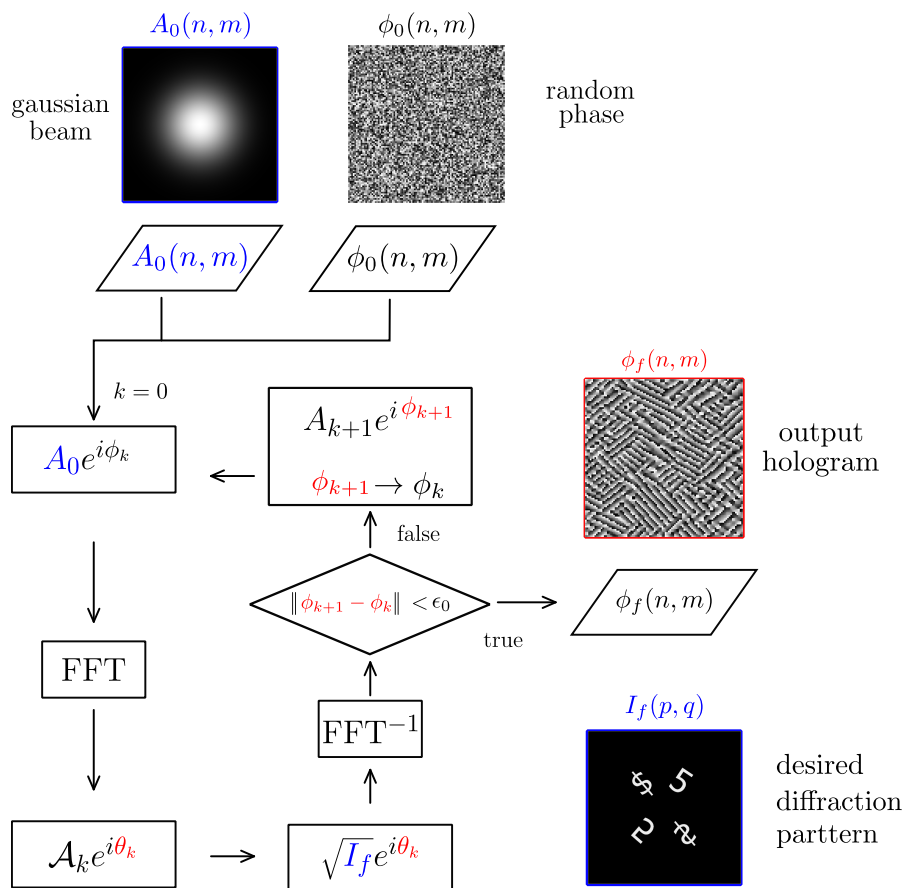 A₀(n, m)
ϕ₀(n, m)
gaussian
beam
random
phase
A₀(n, m)
ϕ₀(n, m)
k = 0
ϕ_f(n, m)
A₀e^{iϕ_k}
A_{k+1}e^{iϕ_{k+1}}
ϕ_{k+1} → ϕ_k
output
hologram
false
‖ϕ_{k+1} − ϕ_k‖ < ϵ₀
true
ϕ_f(n, m)
FFT
FFT⁻¹
I_f(p, q)
$ 5
2 &
desired
diffraction
parttern
𝒜_k e^{iθ_k}
√I_f e^{iθ_k}